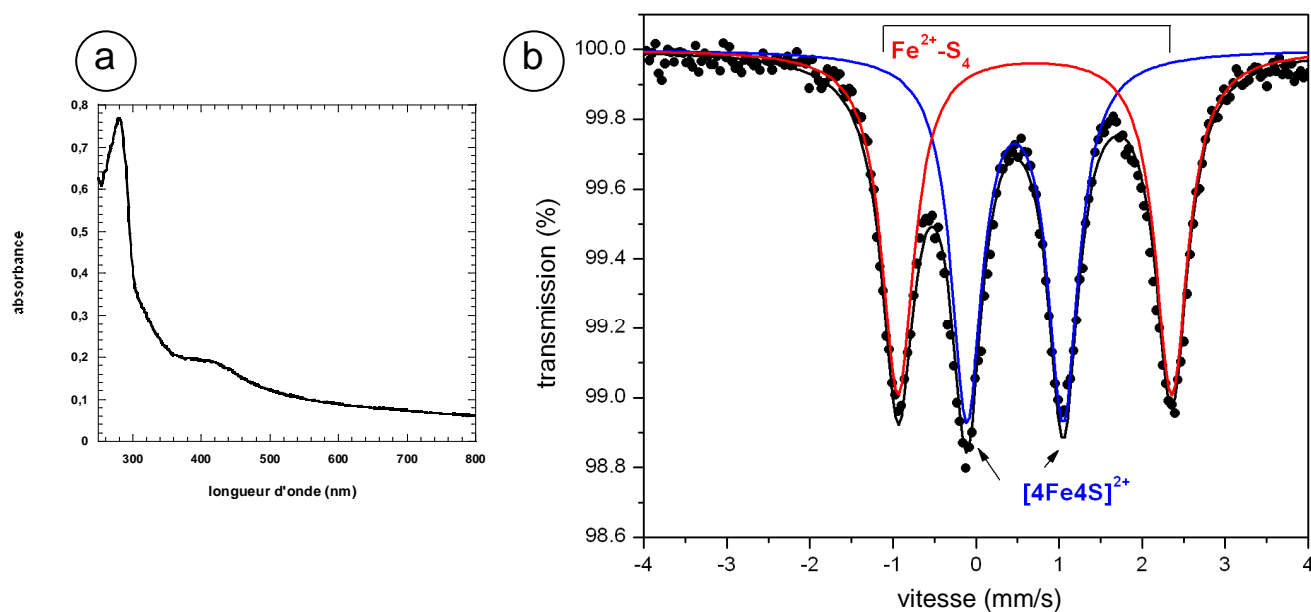 a
0,8
0,7
0,6
0,5
0,4
0,3
0,2
0,1
0
absorbance
300 400 500 600 700 800
longueur d'onde (nm)
b
100.0
99.8
99.6
99.4
99.2
99.0
98.8
98.6
transmission (%)
Fe²⁺-S₄
[4Fe4S]²⁺
-4 -3 -2 -1 0 1 2 3 4
vitesse (mm/s)